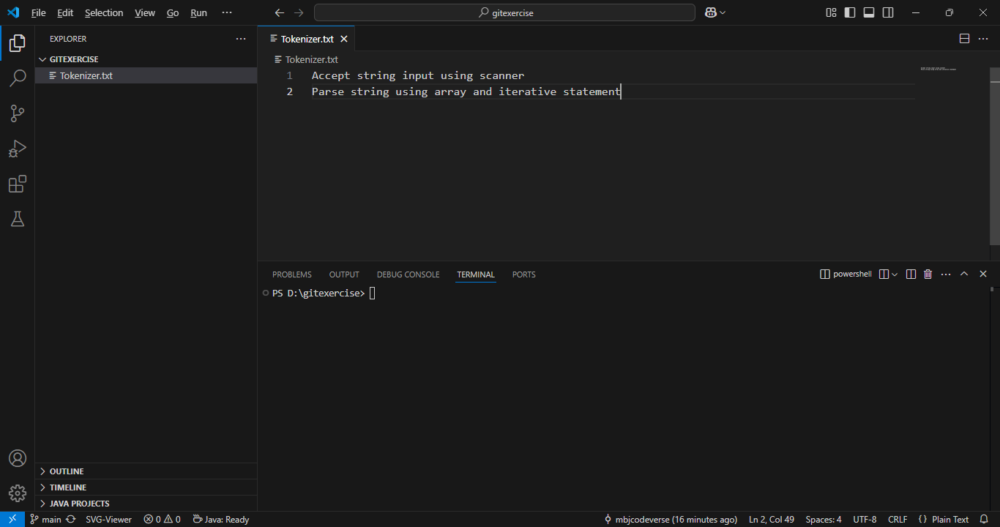 File Edit Selection View Go Run ... gitexercise
EXPLORER ...
GITEXERCISE
Tokenizer.txt
OUTLINE
TIMELINE
JAVA PROJECTS
Tokenizer.txt
Tokenizer.txt
1 Accept string input using scanner
2 Parse string using array and iterative statement
PROBLEMS OUTPUT DEBUG CONSOLE TERMINAL PORTS powershell ...
PS D:\gitexercise>
main SVG-Viewer 0 0 Java: Ready mbjcodeverse (16 minutes ago) Ln 2, Col 49 Spaces: 4 UTF-8 CRLF {} Plain Text